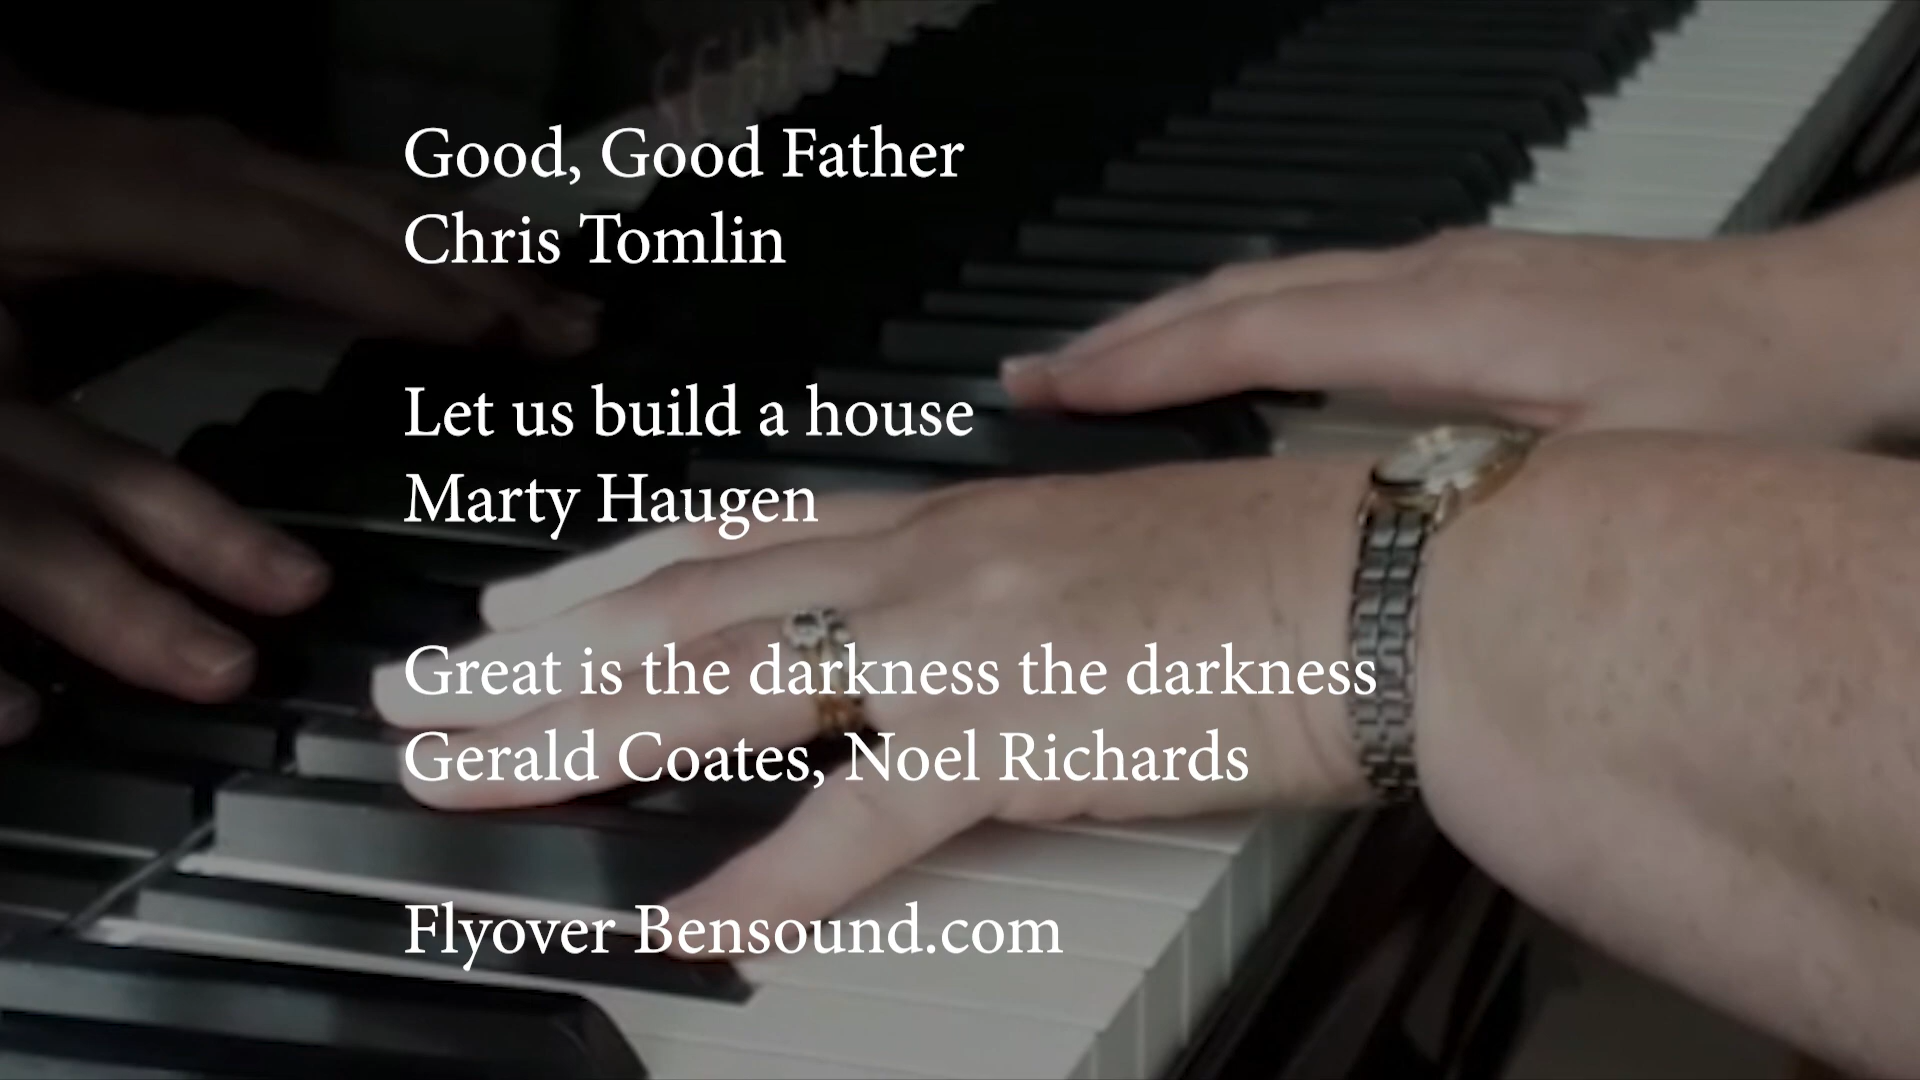 Good, Good Father
Chris Tomlin
Let us build a house
Marty Haugen
Great is the darkness the darkness
Gerald Coates, Noel Richards
Flyover Bensound.com